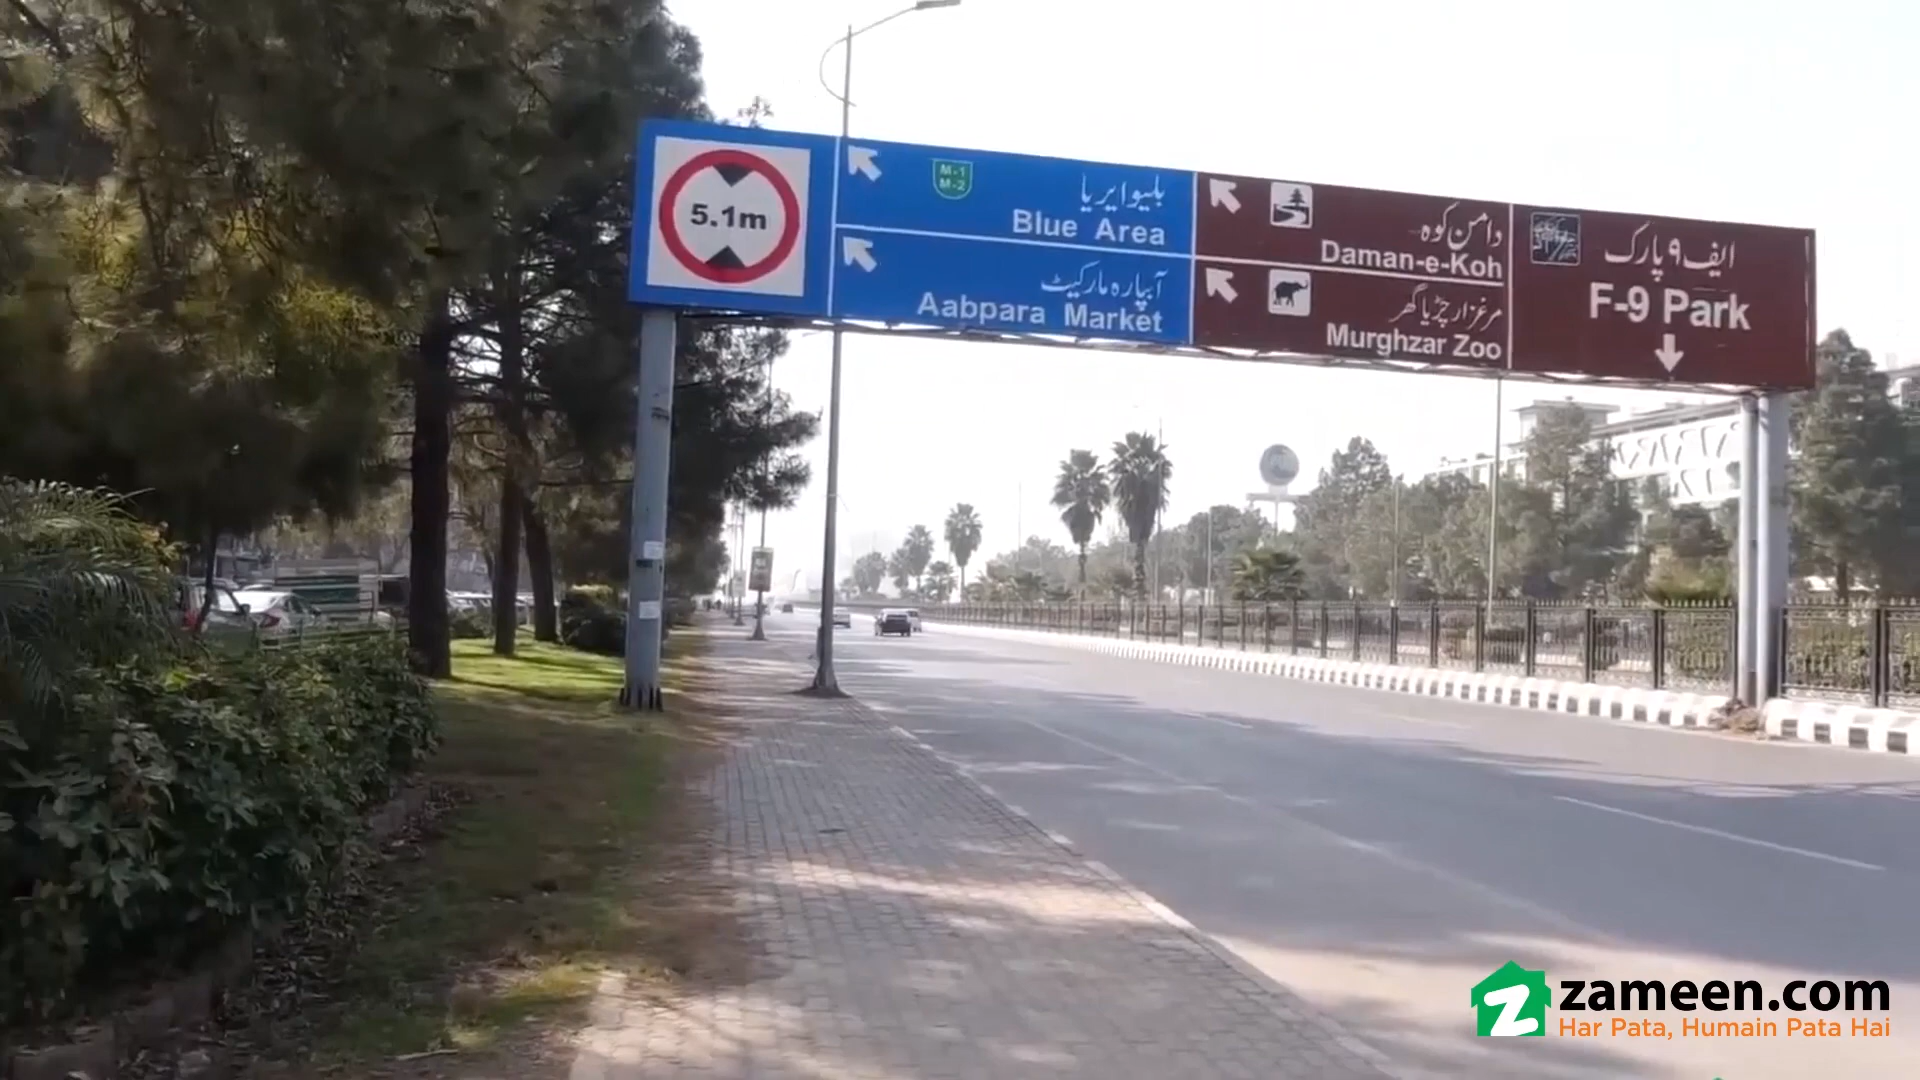 5.1m
M-1
M-2
بلیو ایریا
Blue Area
آبپارہ مارکیٹ
Aabpara Market
دامن کوہ
Daman-e-Koh
مرغزار چڑیا گھر
Murghzar Zoo
ایف ۹ پارک
F-9 Park
zameen.com
Har Pata, Humain Pata Hai